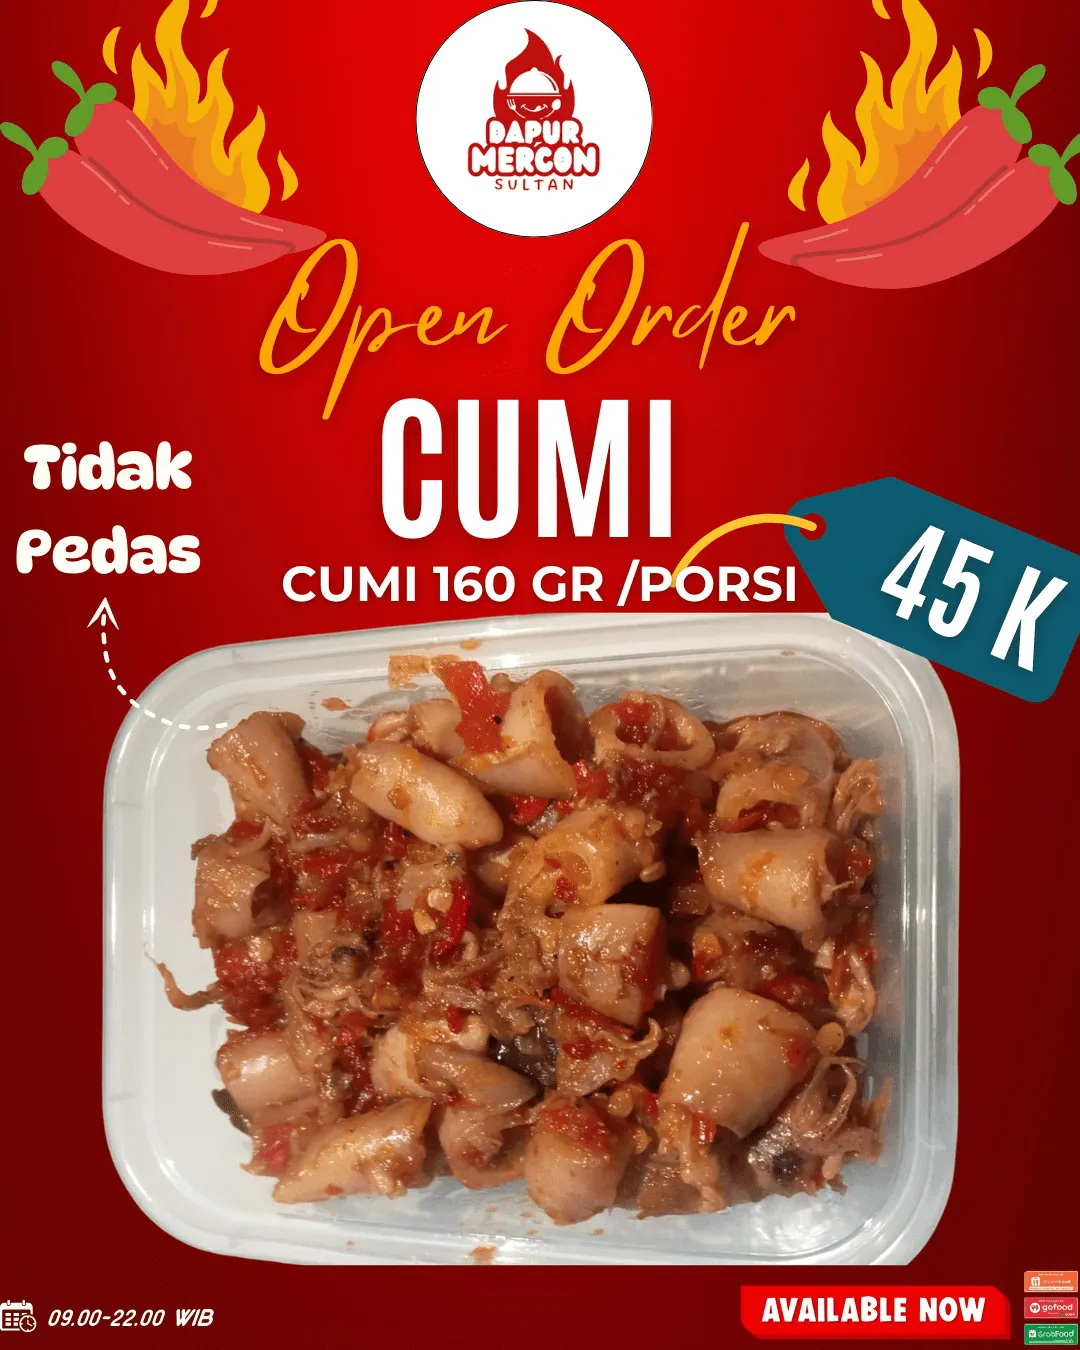 DAPUR
MERCON
SULTAN
Open Order
CUMI
Tidak
Pedas
CUMI 160 GR /PORSI
45 K
09.00-22.00 WIB
AVAILABLE NOW
gofood
GrabFood